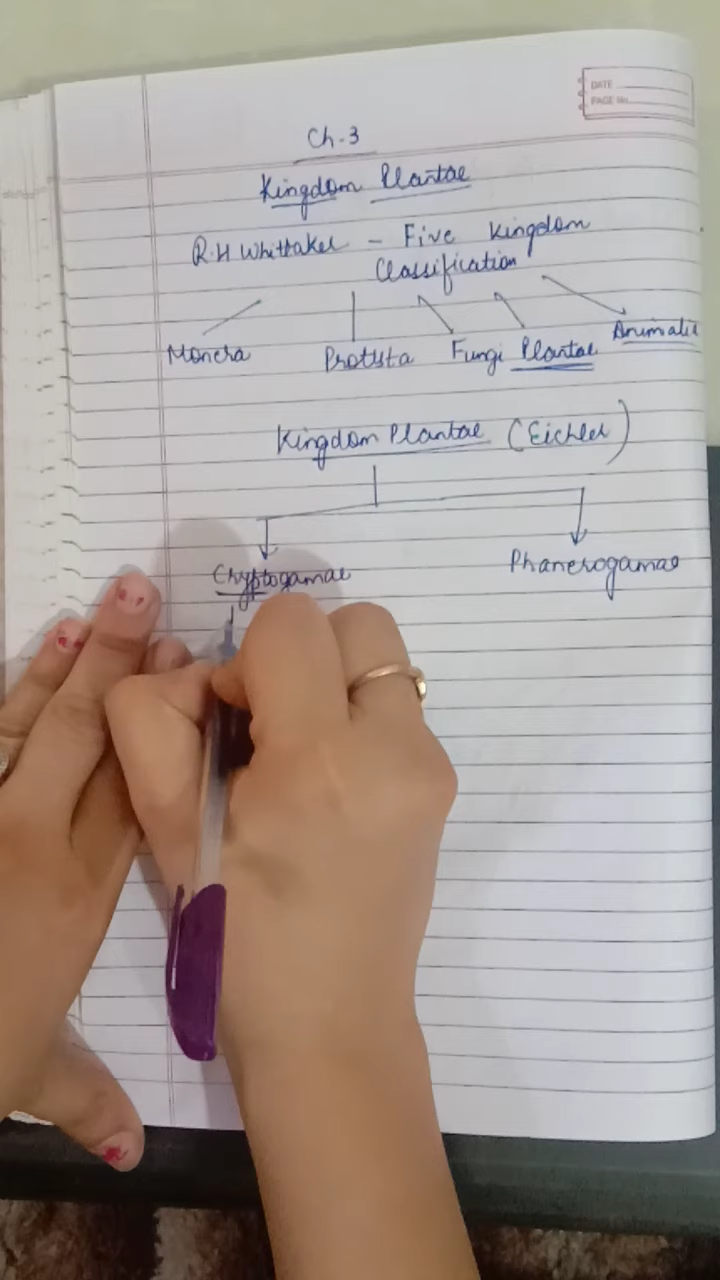 DATE
PAGE No.
Ch-3
Kingdom Plantae
R.H Whittaker - Five Kingdom
Classification
Monera Protista Fungi Plantae Animalia
Kingdom Plantae (Eichler)
Cryptogamae Phanerogamae